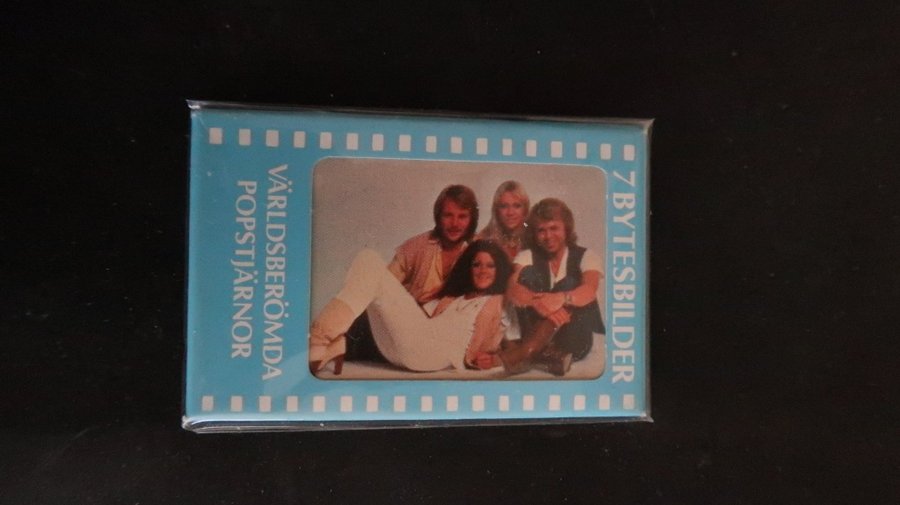 7 BYTESBILDER
VÄRLDSBERÖMDA
POPSTJÄRNOR